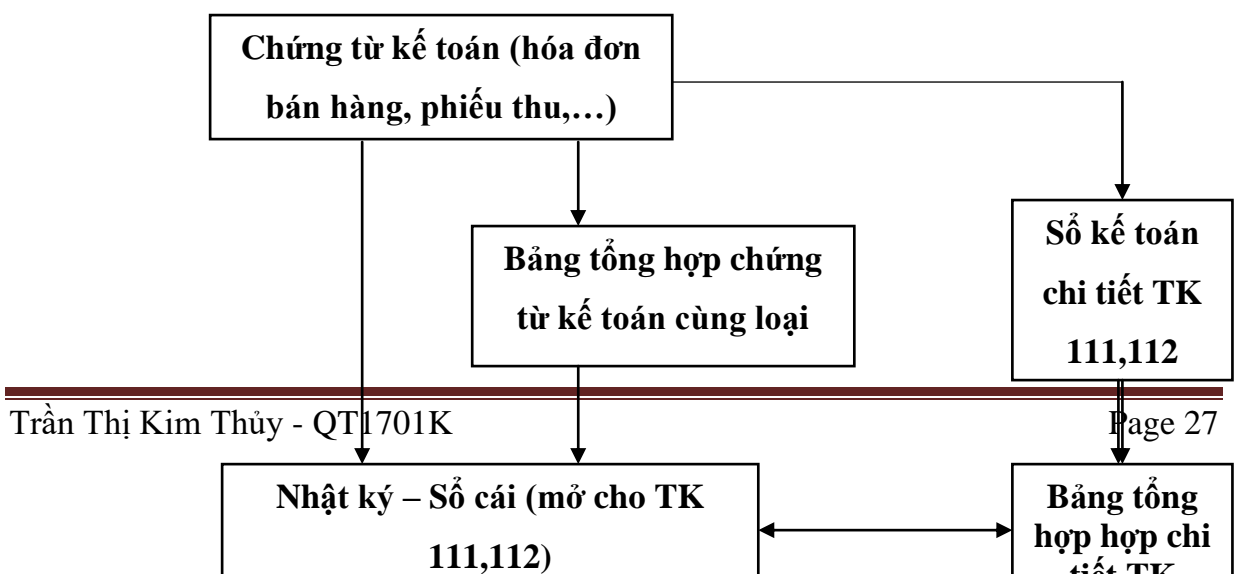 Chứng từ kế toán (hóa đơn
bán hàng, phiếu thu,…)
Bảng tổng hợp chứng
từ kế toán cùng loại
Sổ kế toán
chi tiết TK
111,112
Trần Thị Kim Thủy - QT1701K Page 27
Nhật ký – Sổ cái (mở cho TK
111,112)
Bảng tổng
hợp hợp chi
tiết TK